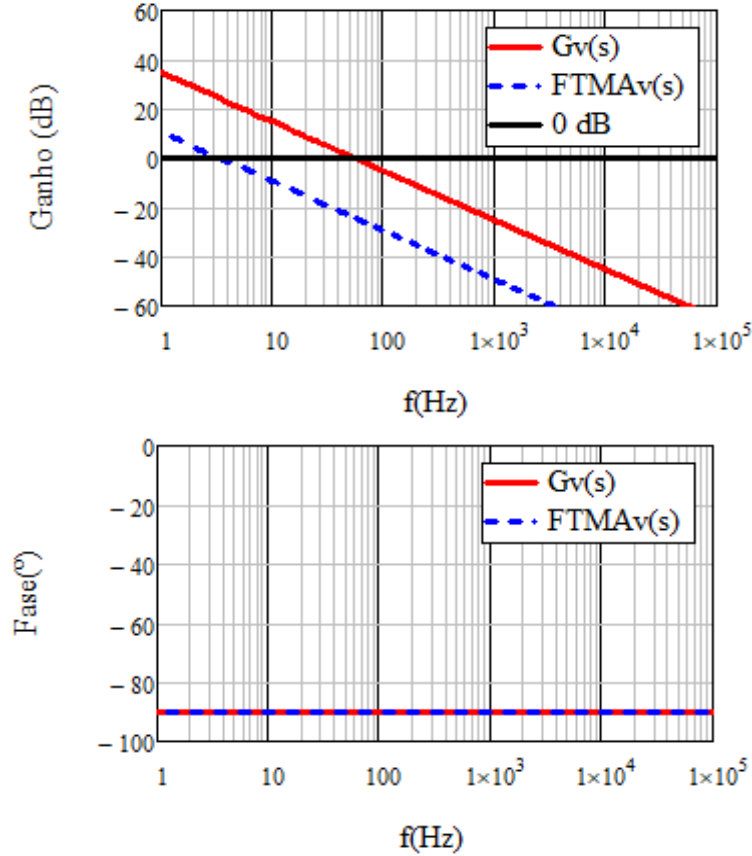 60
40
20
0
− 20
− 40
− 60
Ganho (dB)
Gv(s)
FTMAv(s)
0 dB
1 10 100 1×10³ 1×10⁴ 1×10⁵
f(Hz)
0
− 20
− 40
− 60
− 80
− 100
Fase(º)
Gv(s)
FTMAv(s)
1 10 100 1×10³ 1×10⁴ 1×10⁵
f(Hz)